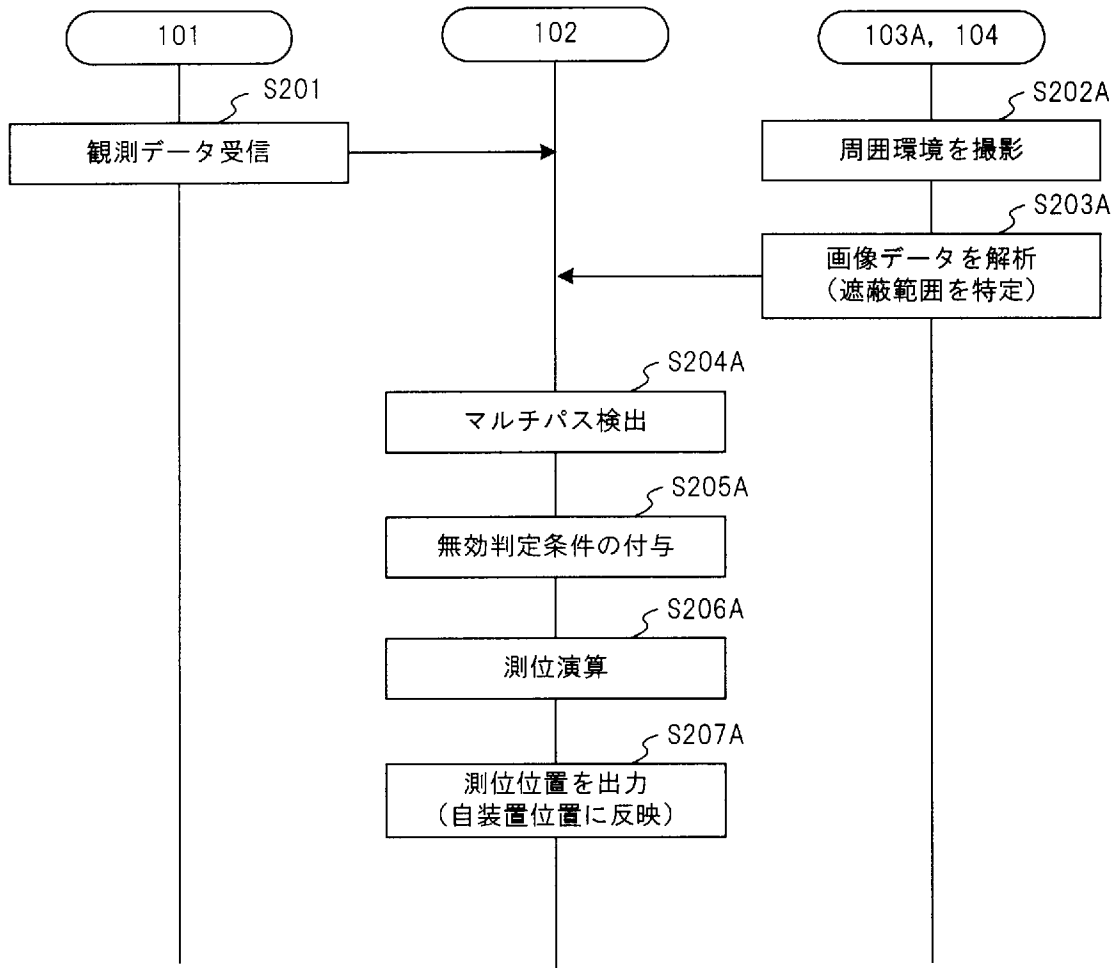 101
102
103A, 104
S201
観測データ受信
S202A
周囲環境を撮影
S203A
画像データを解析
（遮蔽範囲を特定）
S204A
マルチパス検出
S205A
無効判定条件の付与
S206A
測位演算
S207A
測位位置を出力
（自装置位置に反映）